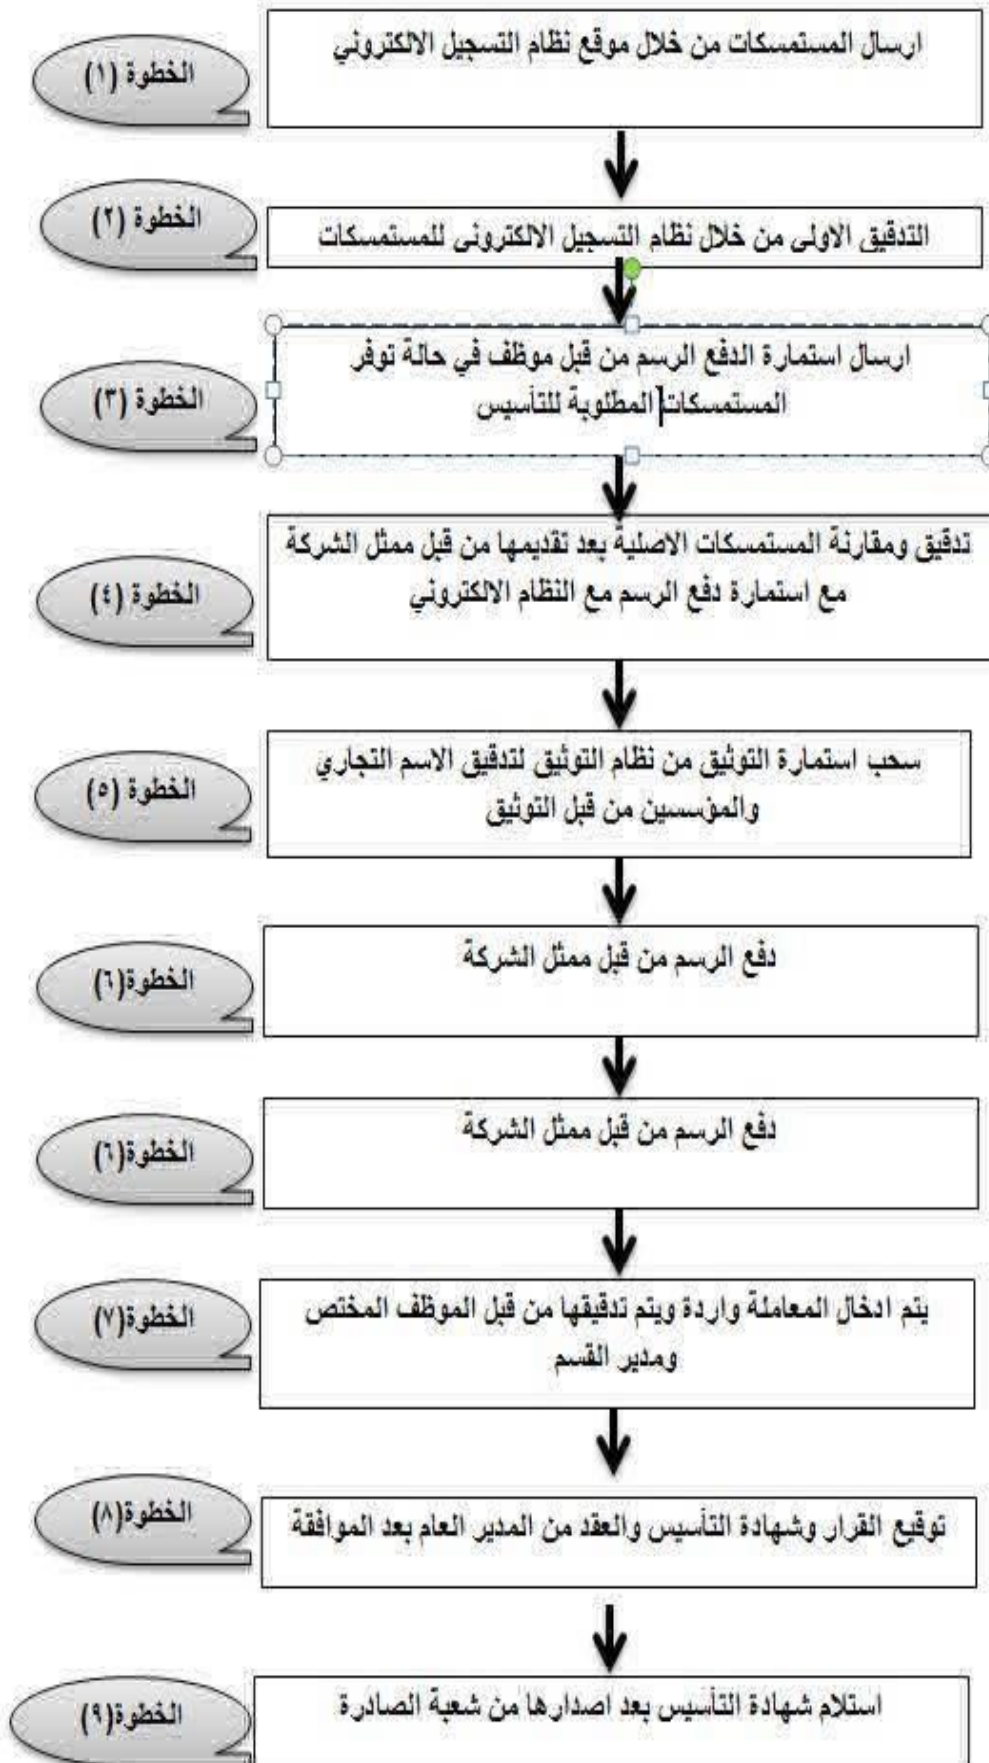 الخطوة (١)
ارسال المستمسكات من خلال موقع نظام التسجيل الالكتروني
الخطوة (٢)
التدقيق الاولي من خلال نظام التسجيل الالكتروني للمستمسكات
الخطوة (٣)
ارسال استمارة الدفع الرسم من قبل موظف في حالة توفر
المستمسكات المطلوبة للتأسيس
الخطوة (٤)
تدقيق ومقارنة المستمسكات الاصلية بعد تقديمها من قبل ممثل الشركة
مع استمارة دفع الرسم مع النظام الالكتروني
الخطوة (٥)
سحب استمارة التوثيق من نظام التوثيق لتدقيق الاسم التجاري
والمؤسسين من قبل التوثيق
الخطوة(٦)
دفع الرسم من قبل ممثل الشركة
الخطوة(٦)
دفع الرسم من قبل ممثل الشركة
الخطوة(٧)
يتم ادخال المعاملة واردة ويتم تدقيقها من قبل الموظف المختص
ومدير القسم
الخطوة(٨)
توقيع القرار وشهادة التأسيس والعقد من المدير العام بعد الموافقة
الخطوة(٩)
استلام شهادة التأسيس بعد اصدارها من شعبة الصادرة